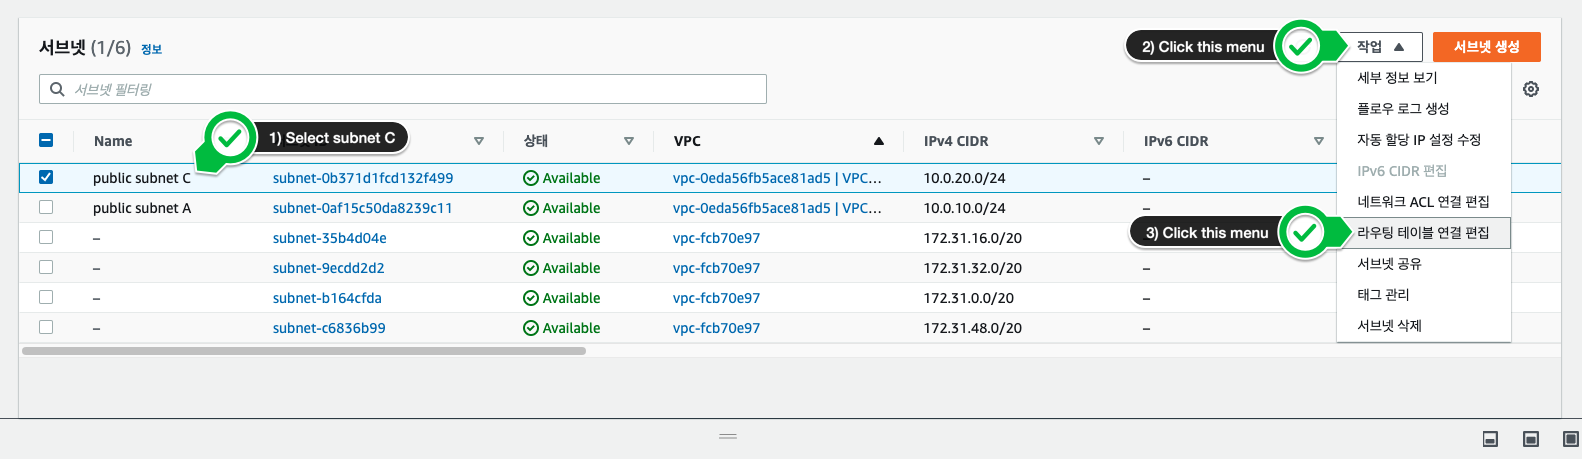 서브넷 (1/6) 정보
2) Click this menu
작업
서브넷 생성
서브넷 필터링
세부 정보 보기
플로우 로그 생성
자동 할당 IP 설정 수정
IPv6 CIDR 편집
네트워크 ACL 연결 편집
라우팅 테이블 연결 편집
서브넷 공유
태그 관리
서브넷 삭제
3) Click this menu
1) Select subnet C
Name 상태 VPC IPv4 CIDR IPv6 CIDR
public subnet C subnet-0b371d1fcd132f499 Available vpc-0eda56fb5ace81ad5 | VPC... 10.0.20.0/24 –
public subnet A subnet-0af15c50da8239c11 Available vpc-0eda56fb5ace81ad5 | VPC... 10.0.10.0/24 –
– subnet-35b4d04e Available vpc-fcb70e97 172.31.16.0/20 –
– subnet-9ecdd2d2 Available vpc-fcb70e97 172.31.32.0/20 –
– subnet-b164cfda Available vpc-fcb70e97 172.31.0.0/20 –
– subnet-c6836b99 Available vpc-fcb70e97 172.31.48.0/20 –